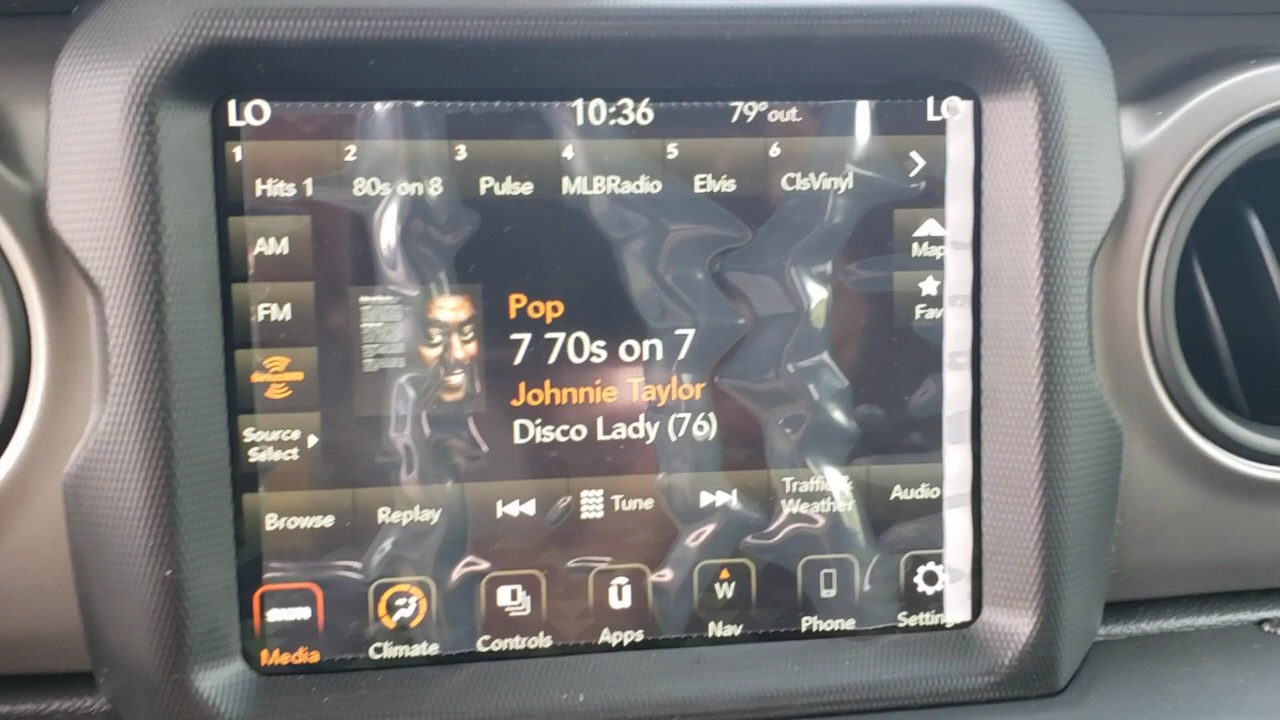 LO 10:36 79° out. LO
1 2 3 4 5 6
Hits 1 80s on 8 Pulse MLBRadio Elvis ClsVinyl
AM
Map
FM
Fav
Pop
7 70s on 7
Johnnie Taylor
Disco Lady (76)
siriusxm
Source
Select
Browse Replay Tune Traffic &
Weather Audio
W
Media Climate Controls Apps Nav Phone Setting